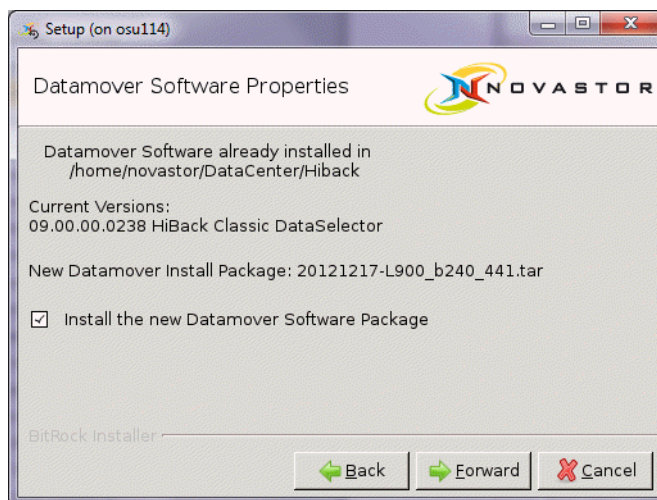 Setup (on osu114)
Datamover Software Properties
NOVASTOR
Datamover Software already installed in
/home/novastor/DataCenter/Hiback
Current Versions:
09.00.00.0238 HiBack Classic DataSelector
New Datamover Install Package: 20121217-L900_b240_441.tar
Install the new Datamover Software Package
BitRock Installer
Back
Forward
Cancel